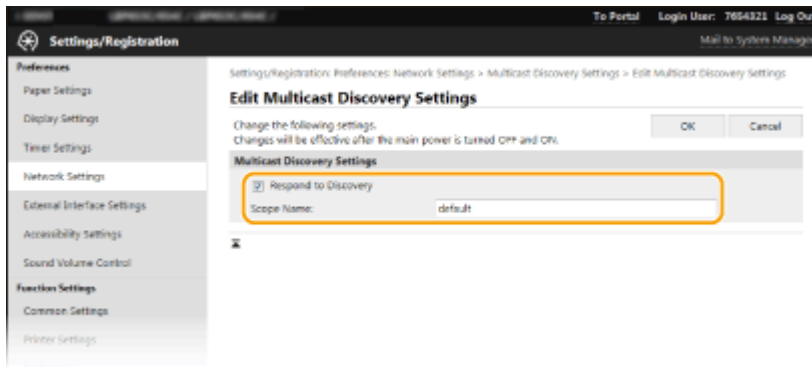 To Portal Login User: 7654321 Log Ou
Settings/Registration
Mail to System Manager
Preferences
Paper Settings
Display Settings
Timer Settings
Network Settings
External Interface Settings
Accessibility Settings
Sound Volume Control
Function Settings
Common Settings
Printer Settings
Settings/Registration: Preferences: Network Settings > Multicast Discovery Settings > Edit Multicast Discovery Settings
Edit Multicast Discovery Settings
Change the following settings.
Changes will be effective after the main power is turned OFF and ON.
OK Cancel
Multicast Discovery Settings
Respond to Discovery
Scope Name: default